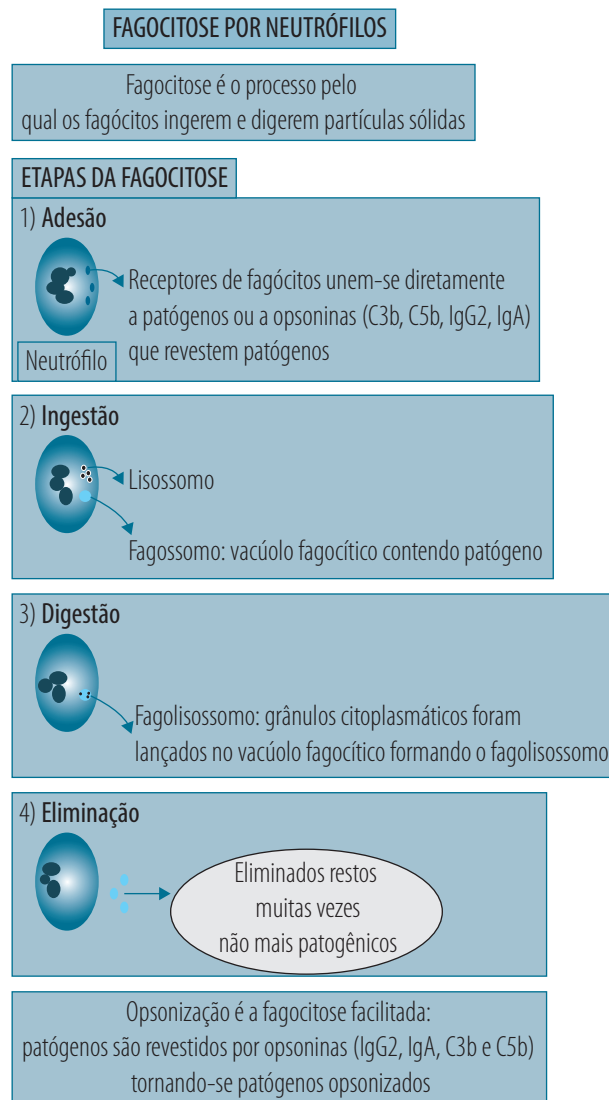 FAGOCITOSE POR NEUTRÓFILOS
Fagocitose é o processo pelo
qual os fagócitos ingerem e digerem partículas sólidas
ETAPAS DA FAGOCITOSE
1) Adesão
Receptores de fagócitos unem-se diretamente
a patógenos ou a opsoninas (C3b, C5b, IgG2, IgA)
que revestem patógenos
Neutrófilo
2) Ingestão
Lisossomo
Fagossomo: vacúolo fagocítico contendo patógeno
3) Digestão
Fagolisossomo: grânulos citoplasmáticos foram
lançados no vacúolo fagocítico formando o fagolisossomo
4) Eliminação
Eliminados restos
muitas vezes
não mais patogênicos
Opsonização é a fagocitose facilitada:
patógenos são revestidos por opsoninas (IgG2, IgA, C3b e C5b)
tornando-se patógenos opsonizados